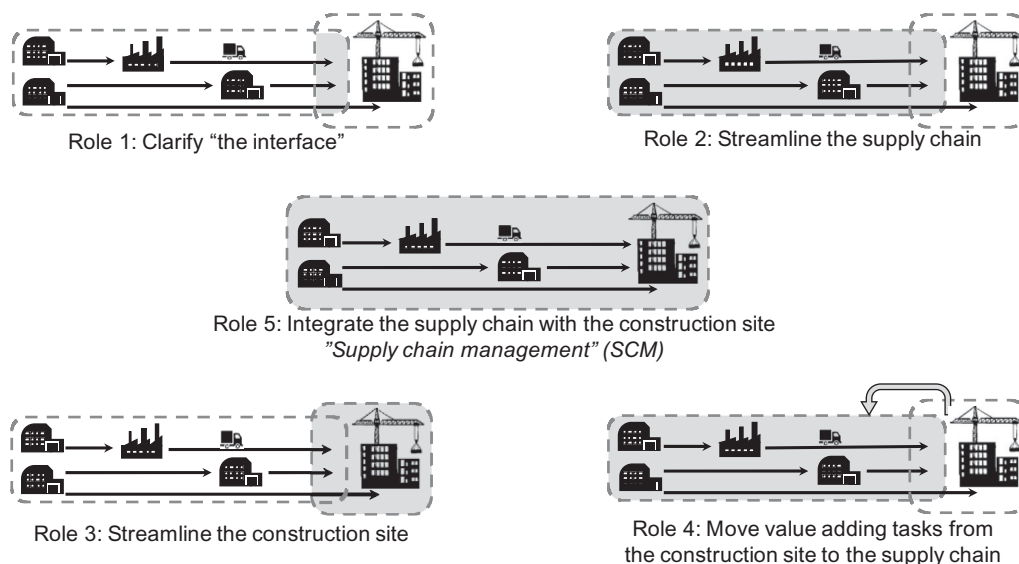 Role 1: Clarify “the interface”
Role 2: Streamline the supply chain
Role 5: Integrate the supply chain with the construction site
”Supply chain management” (SCM)
Role 3: Streamline the construction site
Role 4: Move value adding tasks from
the construction site to the supply chain